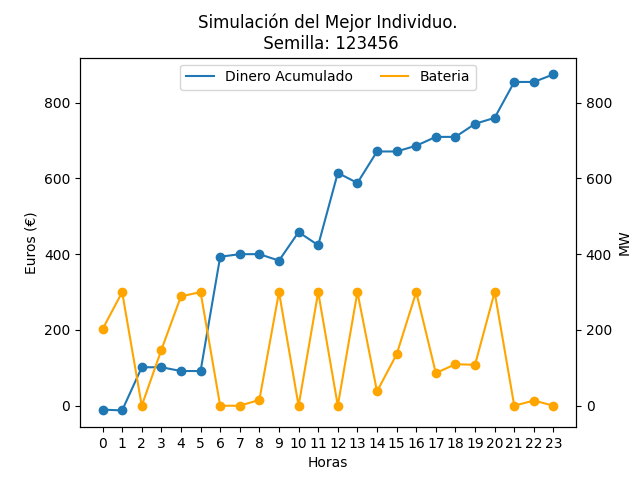 Simulación del Mejor Individuo.
Semilla: 123456
Dinero Acumulado
Bateria
800
600
400
200
0
Euros (€)
800
600
400
200
0
MW
0 1 2 3 4 5 6 7 8 9 10 11 12 13 14 15 16 17 18 19 20 21 22 23
Horas